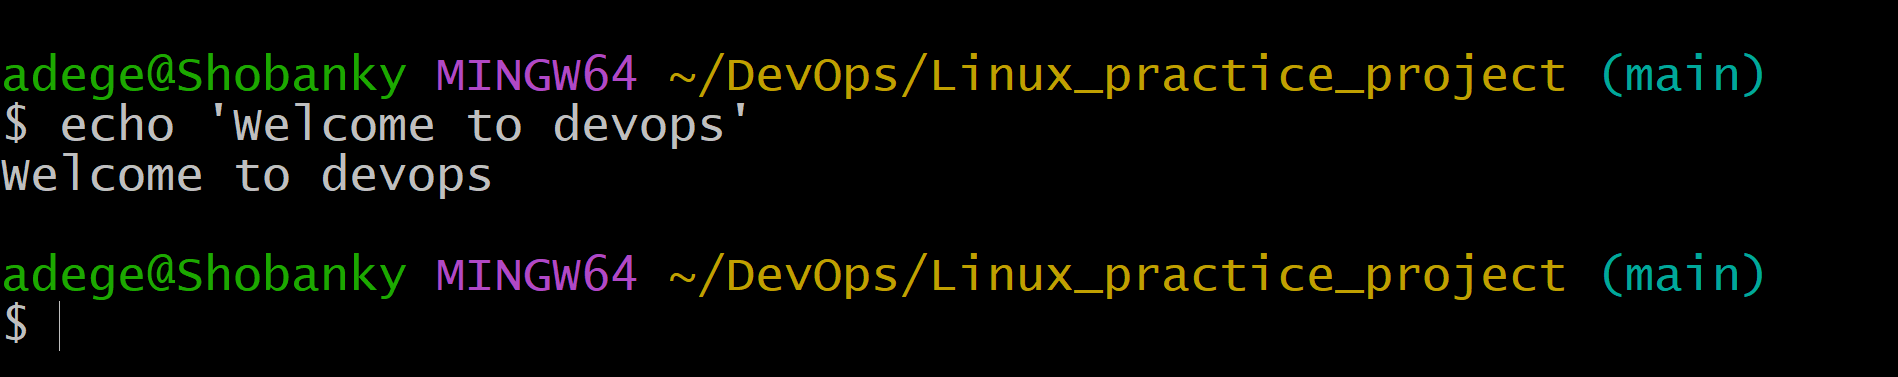 adege@Shobanky MINGW64 ~/DevOps/Linux_practice_project (main)
$ echo 'Welcome to devops'
Welcome to devops
adege@Shobanky MINGW64 ~/DevOps/Linux_practice_project (main)
$